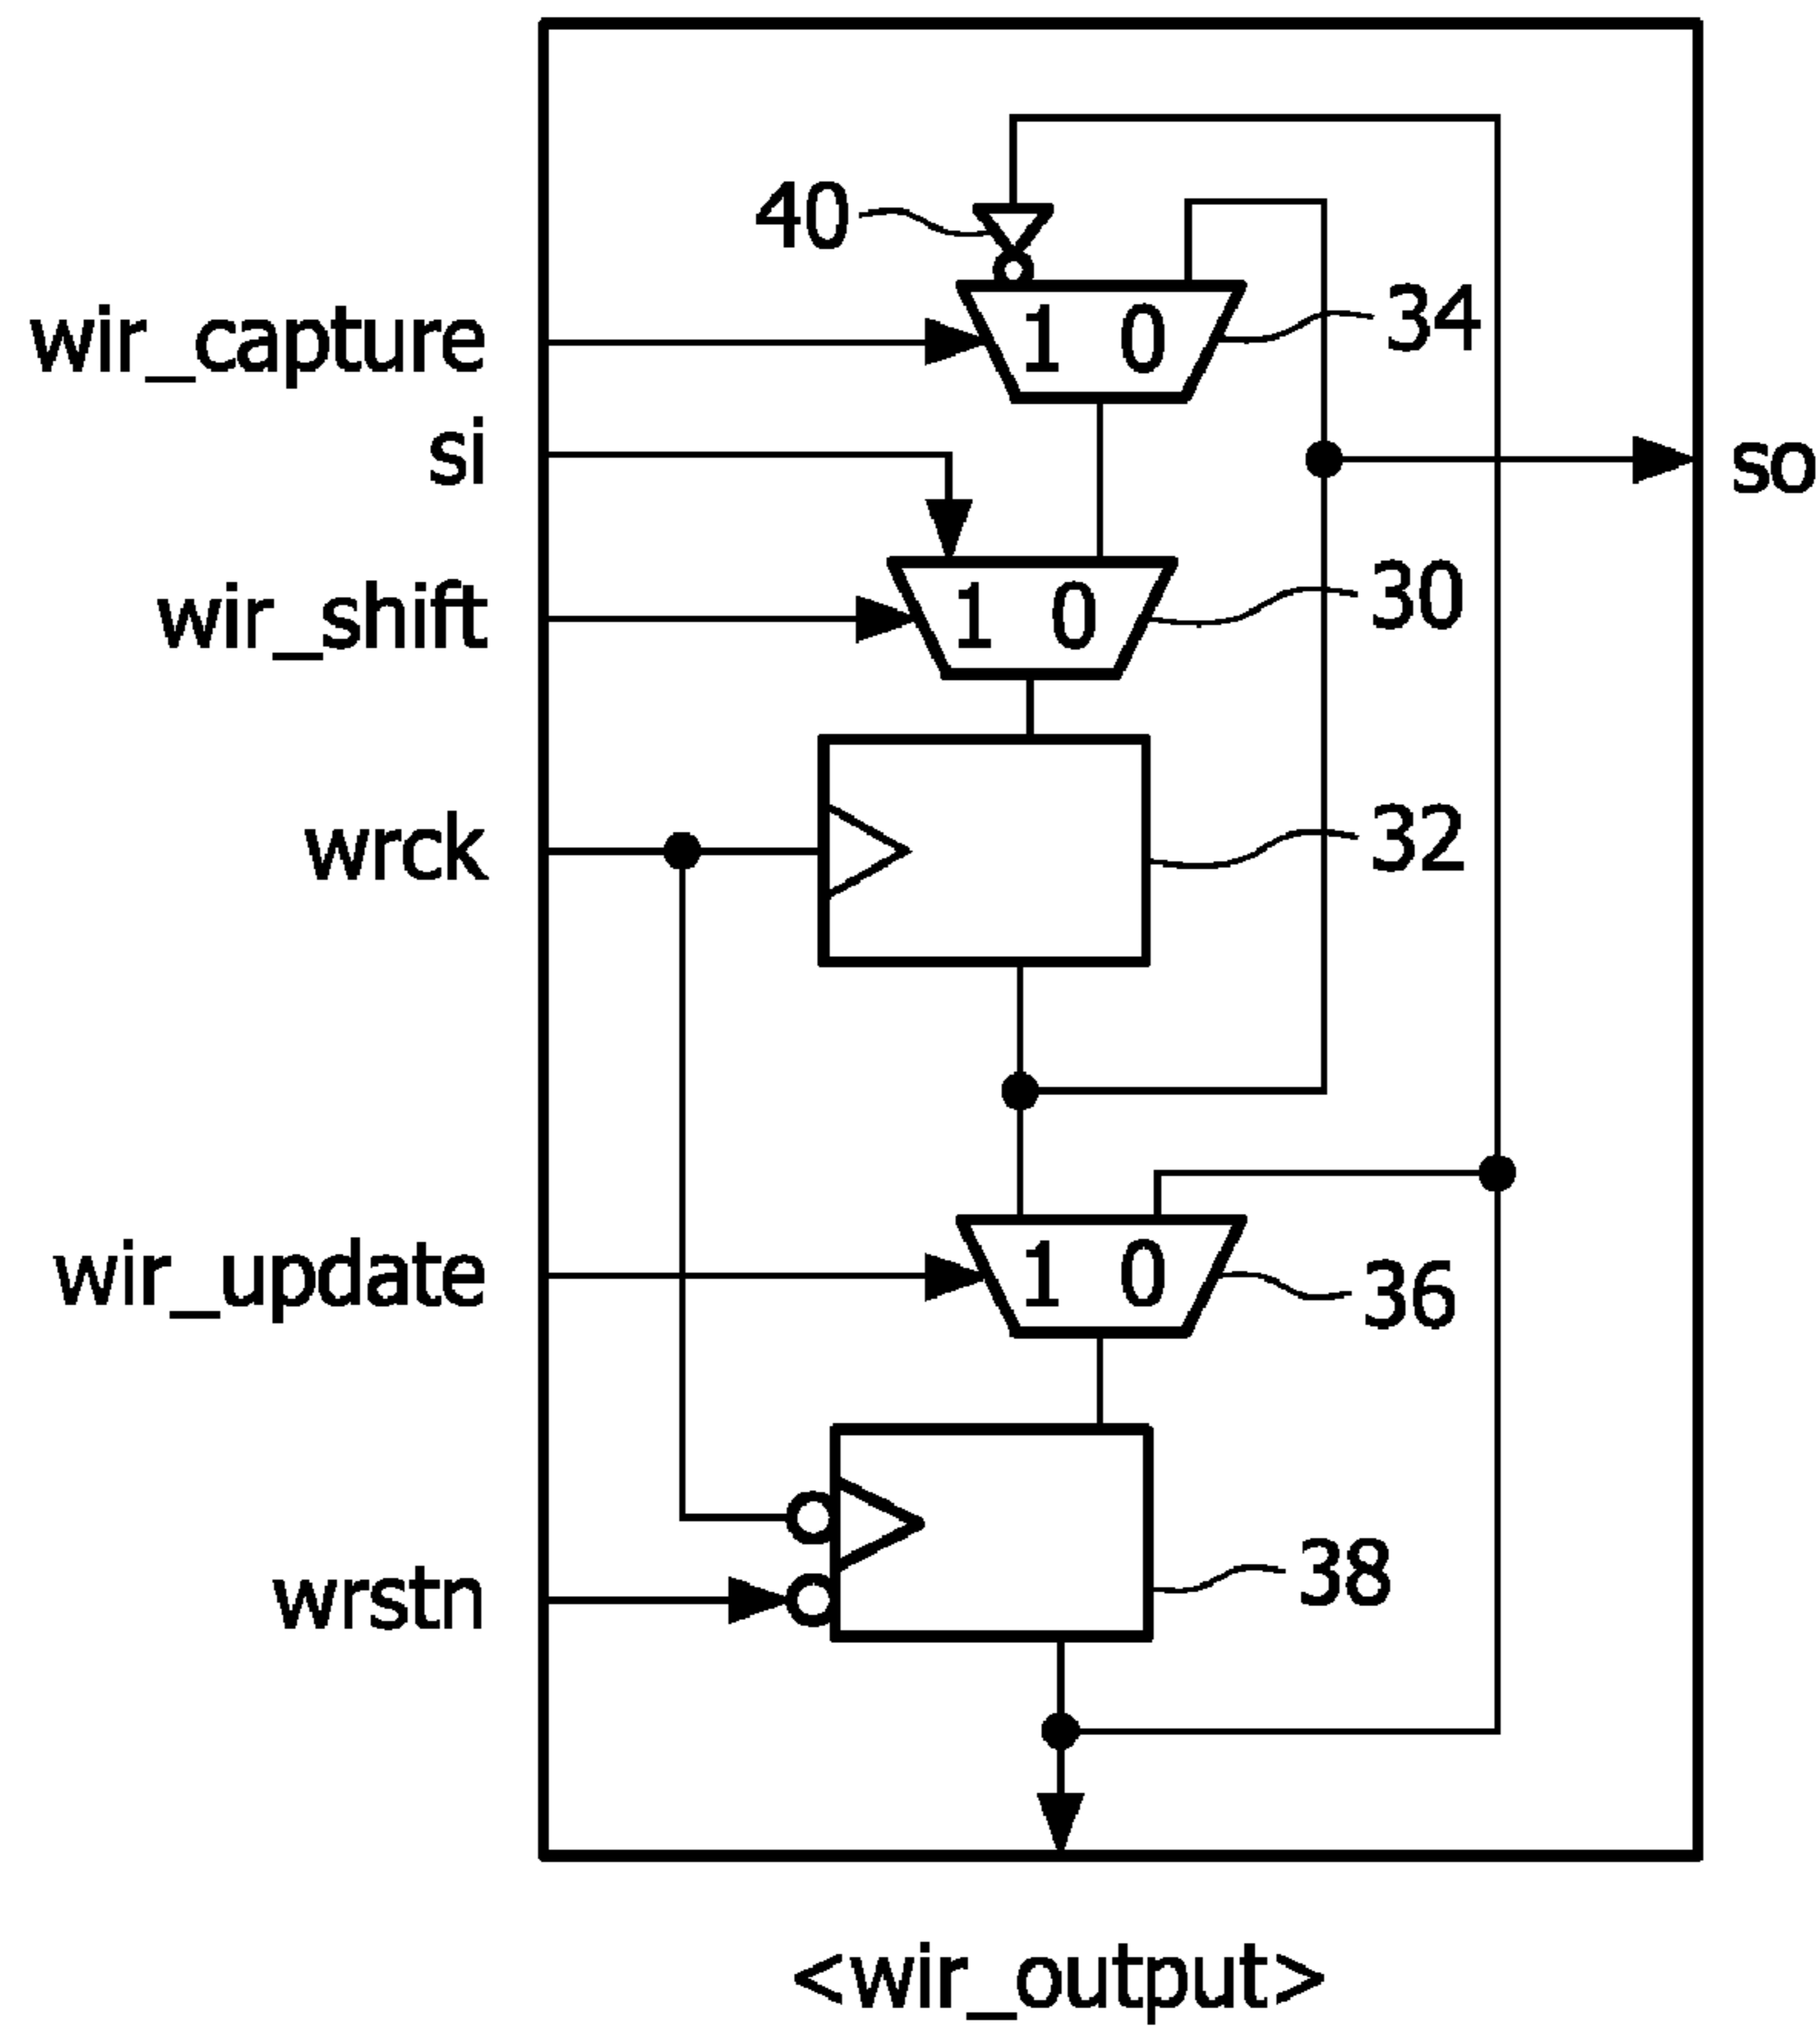 40
wir_capture
1 0
34
si
so
wir_shift
1 0
30
wrck
32
wir_update
1 0
36
wrstn
38
<wir_output>